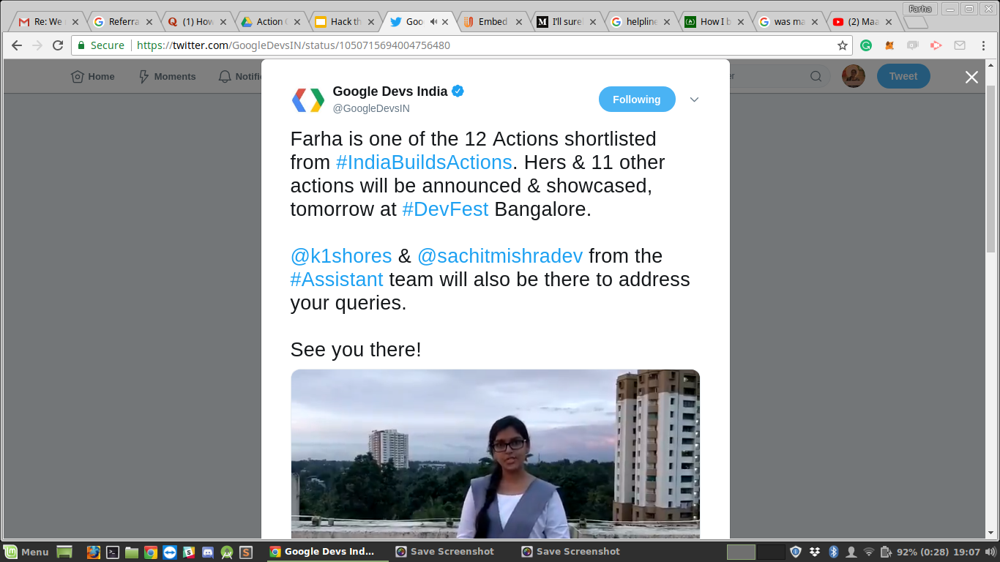 Farha
Re: We
Referra
(1) How
Action
Hack th
Goo
Embed
I'll sure
helpline
How I b
was ma
(2) Maa
Secure
https://twitter.com/GoogleDevsIN/status/1050715694004756480
Home
Moments
Notifi
er
Tweet
Google Devs India
@GoogleDevsIN
Following
Farha is one of the 12 Actions shortlisted
from #IndiaBuildsActions. Hers & 11 other
actions will be announced & showcased,
tomorrow at #DevFest Bangalore.
@k1shores & @sachitmishradev from the
#Assistant team will also be there to address
your queries.
See you there!
Menu
Google Devs Ind...
Save Screenshot
Save Screenshot
92% (0:28)
19:07